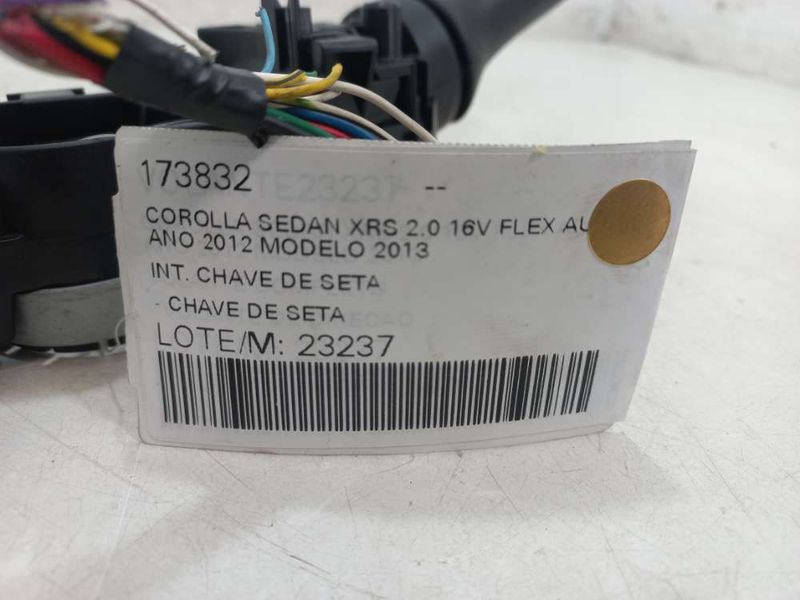 173832 TE23237 --
COROLLA SEDAN XRS 2.0 16V FLEX AU
ANO 2012 MODELO 2013
INT. CHAVE DE SETA
- CHAVE DE SETA
LOTE/M: 23237